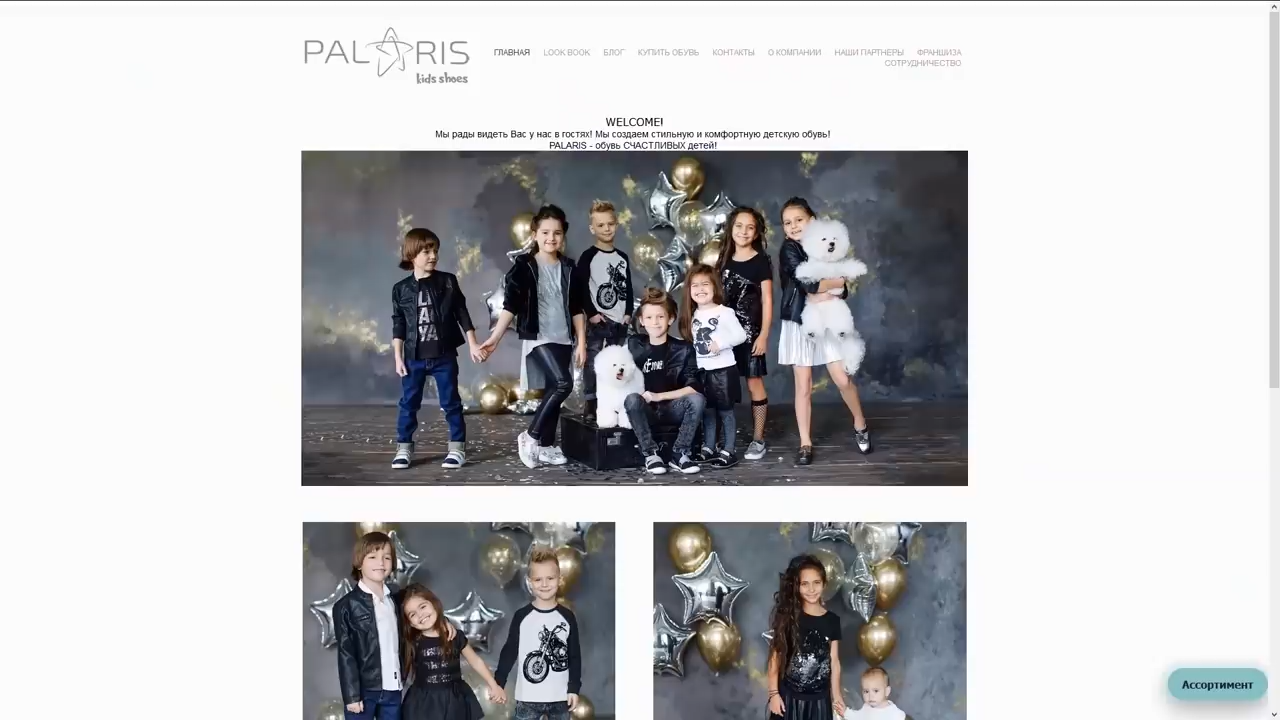 PALARIS
kids shoes
ГЛАВНАЯ LOOK BOOK БЛОГ КУПИТЬ ОБУВЬ КОНТАКТЫ О КОМПАНИИ НАШИ ПАРТНЕРЫ ФРАНШИЗА
СОТРУДНИЧЕСТВО
WELCOME!
Мы рады видеть Вас у нас в гостях! Мы создаем стильную и комфортную детскую обувь!
PALARIS - обувь СЧАСТЛИВЫХ детей!
Ассортимент